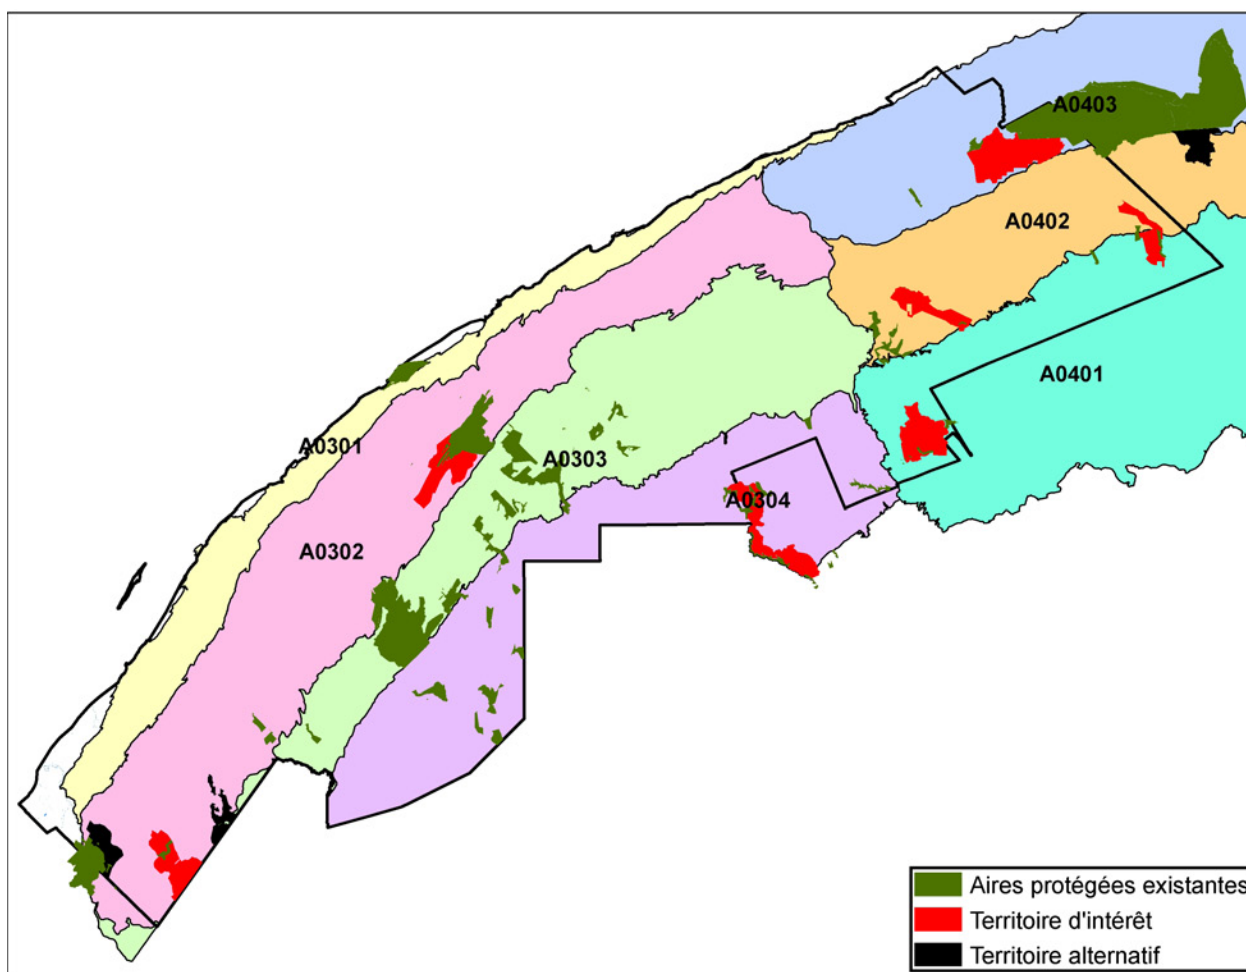 A0403
A0402
A0401
A0301
A0303
A0304
A0302
Aires protégées existantes
Territoire d'intérêt
Territoire alternatif